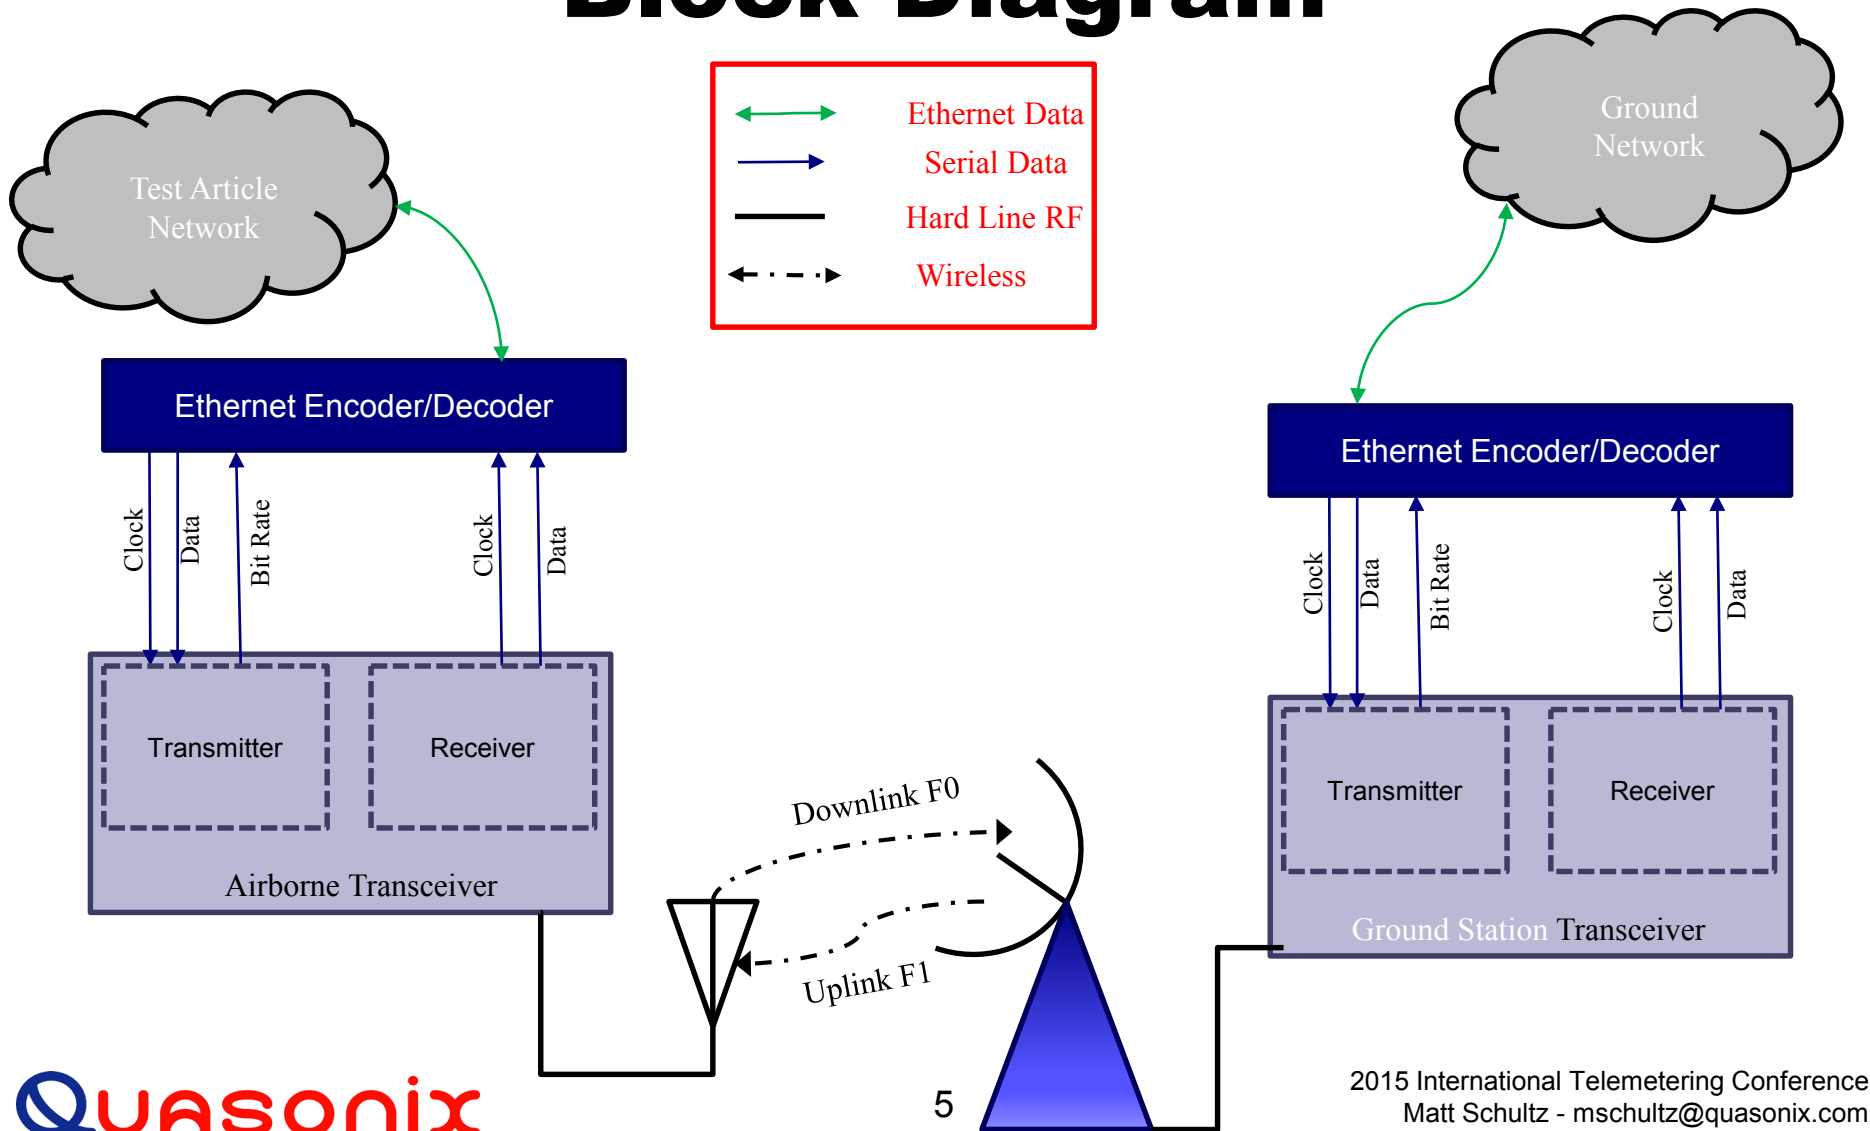 Block Diagram
Ethernet Data
Serial Data
Hard Line RF
Wireless
Test Article
Network
Ground
Network
Ethernet Encoder/Decoder
Clock
Data
Bit Rate
Clock
Data
Transmitter
Receiver
Airborne Transceiver
Ethernet Encoder/Decoder
Clock
Data
Bit Rate
Clock
Data
Transmitter
Receiver
Ground Station Transceiver
Downlink F0
Uplink F1
Quasonix
5
2015 International Telemetering Conference
Matt Schultz - mschultz@quasonix.com